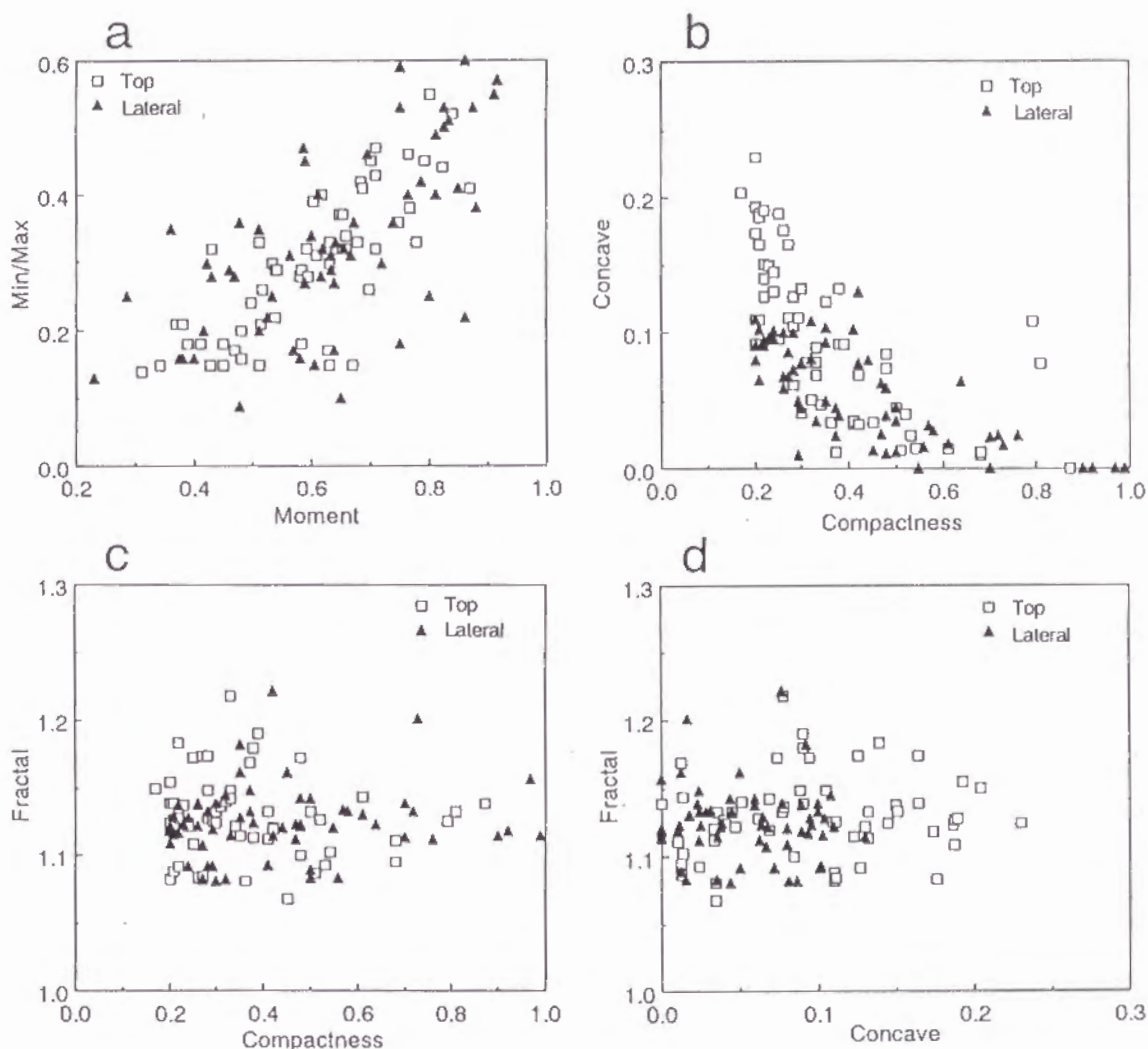 a
0.6
Top
Lateral
0.4
Min/Max
0.2
0.0
0.2 0.4 0.6 0.8 1.0
Moment
b
0.3
Top
Lateral
0.2
Concave
0.1
0.0
0.0 0.2 0.4 0.6 0.8 1.0
Compactness
c
1.3
Top
Lateral
1.2
Fractal
1.1
1.0
0.0 0.2 0.4 0.6 0.8 1.0
Compactness
d
1.3
Top
Lateral
1.2
Fractal
1.1
1.0
0.0 0.1 0.2 0.3
Concave